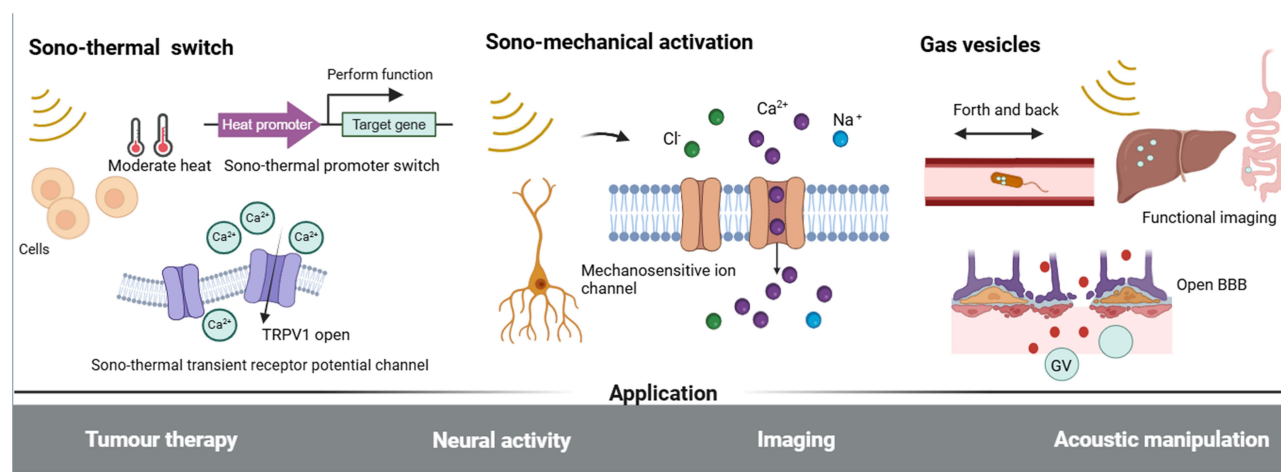 Sono-thermal switch
Perform function
Heat promoter
Target gene
Moderate heat
Sono-thermal promoter switch
Cells
Ca²⁺
Ca²⁺
Ca²⁺
Ca²⁺
TRPV1 open
Sono-thermal transient receptor potential channel
Sono-mechanical activation
Ca²⁺
Na⁺
Cl⁻
Mechanosensitive ion
channel
Gas vesicles
Forth and back
Functional imaging
Open BBB
GV
Application
Tumour therapy
Neural activity
Imaging
Acoustic manipulation